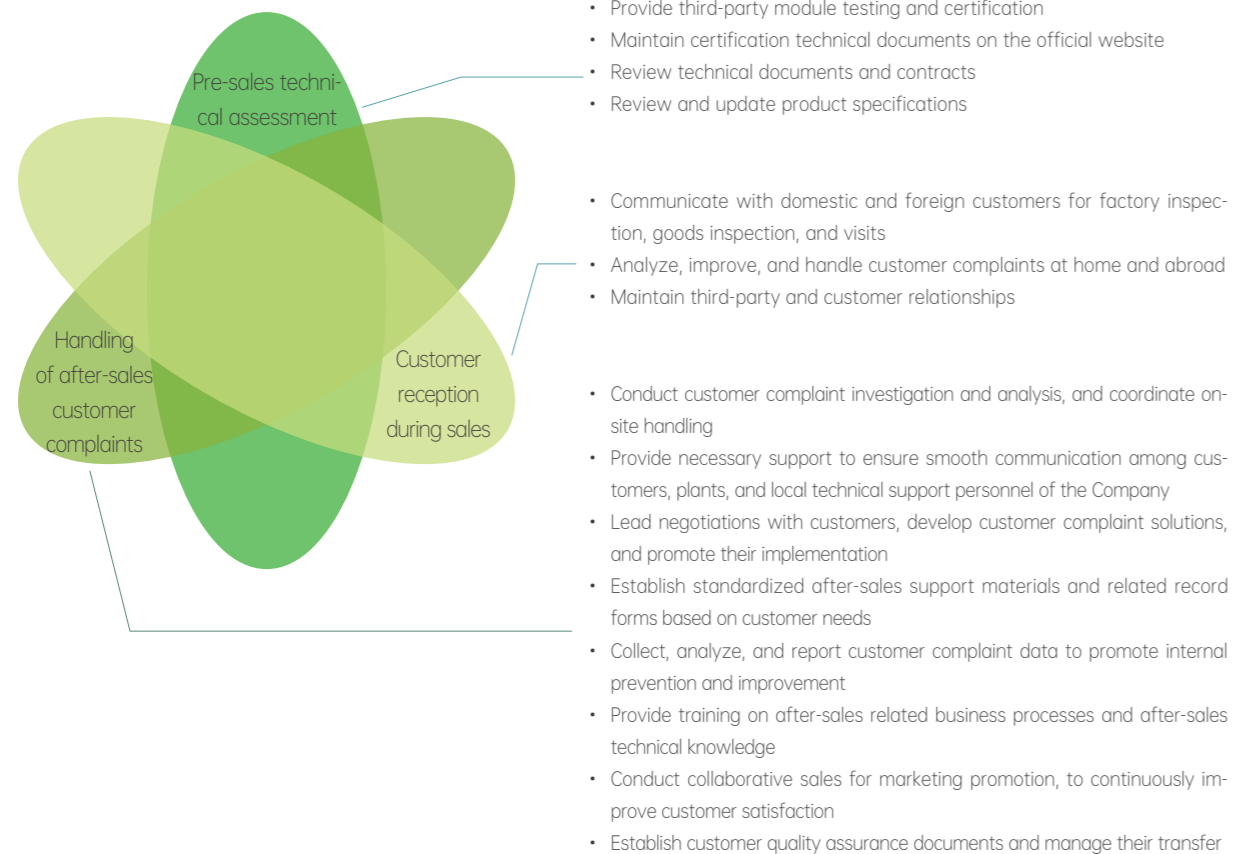 Pre-sales techni-
cal assessment
Handling
of after-sales
customer
complaints
Customer
reception
during sales
• Provide third-party module testing and certification
• Maintain certification technical documents on the official website
• Review technical documents and contracts
• Review and update product specifications
• Communicate with domestic and foreign customers for factory inspec-
tion, goods inspection, and visits
• Analyze, improve, and handle customer complaints at home and abroad
• Maintain third-party and customer relationships
• Conduct customer complaint investigation and analysis, and coordinate on-
site handling
• Provide necessary support to ensure smooth communication among cus-
tomers, plants, and local technical support personnel of the Company
• Lead negotiations with customers, develop customer complaint solutions,
and promote their implementation
• Establish standardized after-sales support materials and related record
forms based on customer needs
• Collect, analyze, and report customer complaint data to promote internal
prevention and improvement
• Provide training on after-sales related business processes and after-sales
technical knowledge
• Conduct collaborative sales for marketing promotion, to continuously im-
prove customer satisfaction
• Establish customer quality assurance documents and manage their transfer